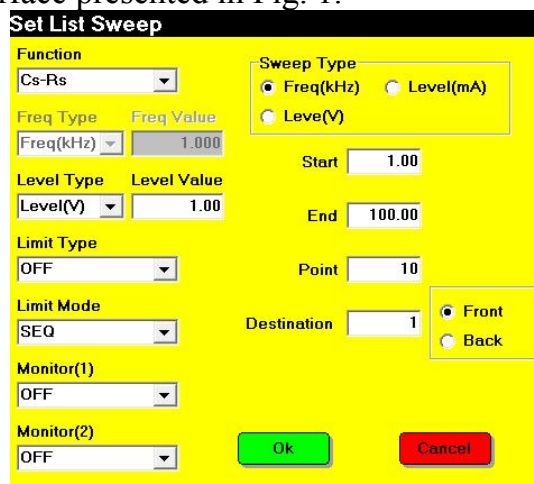 Set List Sweep
Function
Cs-Rs
Freq Type Freq Value
Freq(kHz) 1.000
Level Type Level Value
Level(V) 1.00
Limit Type
OFF
Limit Mode
SEQ
Monitor(1)
OFF
Monitor(2)
OFF
Sweep Type
Freq(kHz) Level(mA)
Leve(V)
Start 1.00
End 100.00
Point 10
Destination 1
Front
Back
Ok Cancel